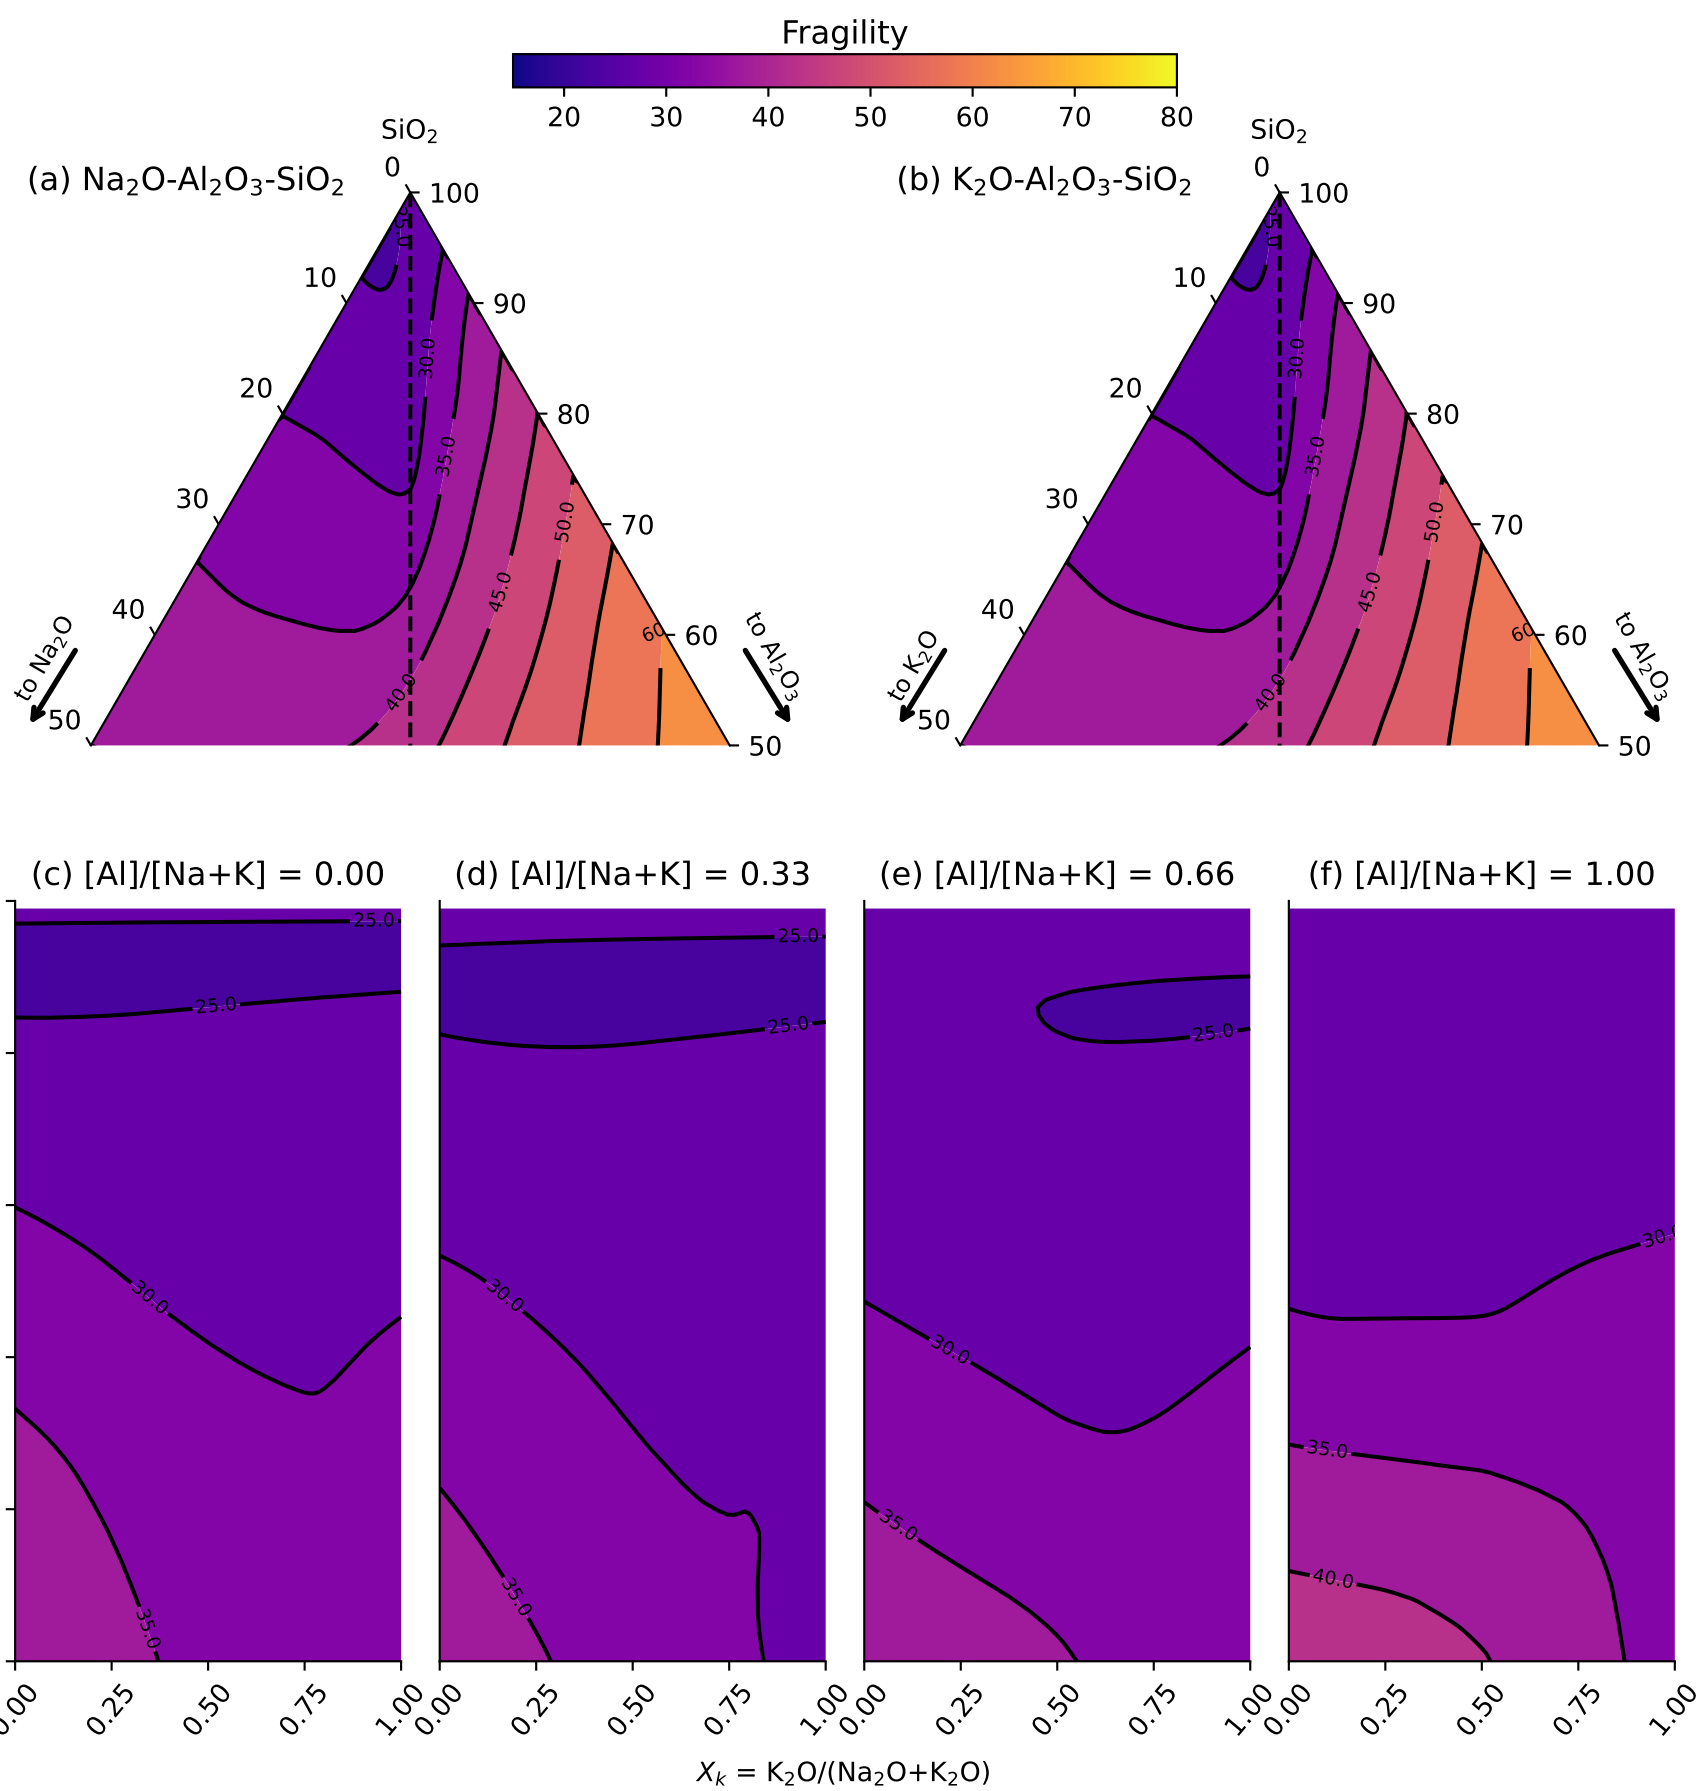 Fragility
20 30 40 50 60 70 80
SiO₂ SiO₂
(a) Na₂O-Al₂O₃-SiO₂ 0 100 (b) K₂O-Al₂O₃-SiO₂ 0 100
10 90 10 90
30.0 30.0
20 80 20 80
35.0 35.0
30 50.0 70 30 50.0 70
45.0 45.0
40 60 60 40 60 60
to Na₂O to Al₂O₃ to K₂O to Al₂O₃
40.0 40.0
50 50 50 50
(c) [Al]/[Na+K] = 0.00 (d) [Al]/[Na+K] = 0.33 (e) [Al]/[Na+K] = 0.66 (f) [Al]/[Na+K] = 1.00
25.0 25.0
25.0 25.0 25.0
30.0 30.0 30.0 30.0
35.0 35.0 35.0 35.0
40.0
0.00 0.25 0.50 0.75 1.00 0.00 0.25 0.50 0.75 1.00 0.00 0.25 0.50 0.75 1.00 0.00 0.25 0.50 0.75 1.00
Xₖ = K₂O/(Na₂O+K₂O)